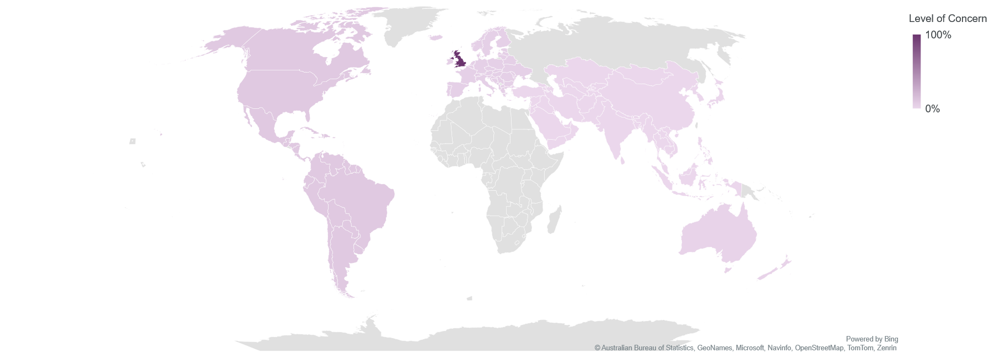 Level of Concern
100%
0%
Powered by Bing
© Australian Bureau of Statistics, GeoNames, Microsoft, Navinfo, OpenStreetMap, TomTom, Zenrin